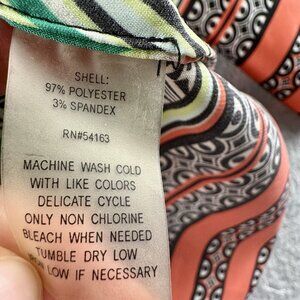 SHELL:
97% POLYESTER
3% SPANDEX
RN#54163
MACHINE WASH COLD
WITH LIKE COLORS
DELICATE CYCLE
ONLY NON CHLORINE
BLEACH WHEN NEEDED
TUMBLE DRY LOW
LOW IF NECESSARY